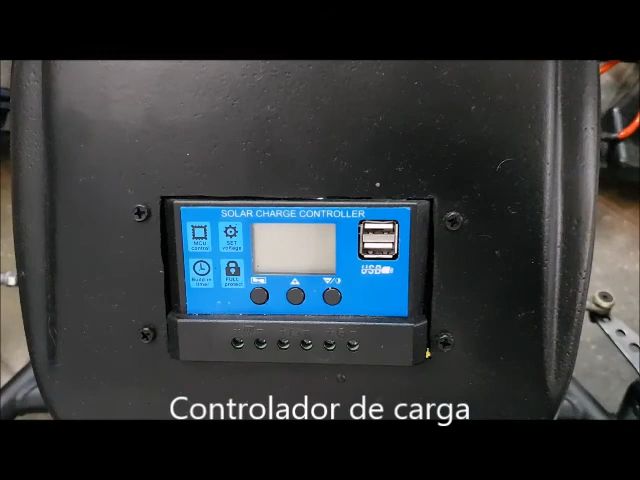 SOLAR CHARGE CONTROLLER
MCU
control
SET
voltage
Build-in
timer
FULL
protect
USB
Controlador de carga